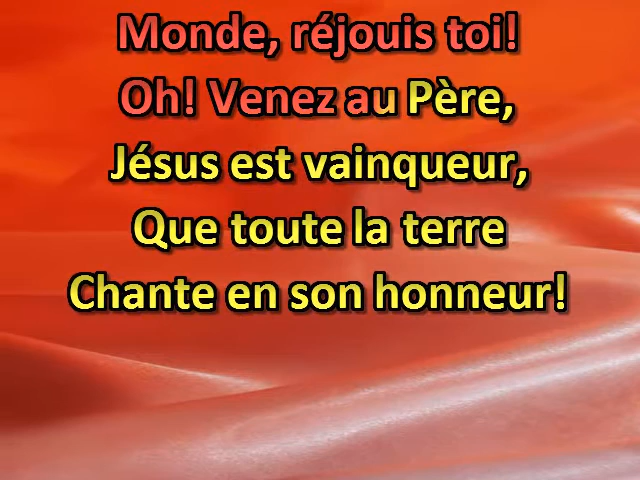 Monde, réjouis toi!
Oh! Venez au Père,
Jésus est vainqueur,
Que toute la terre
Chante en son honneur!